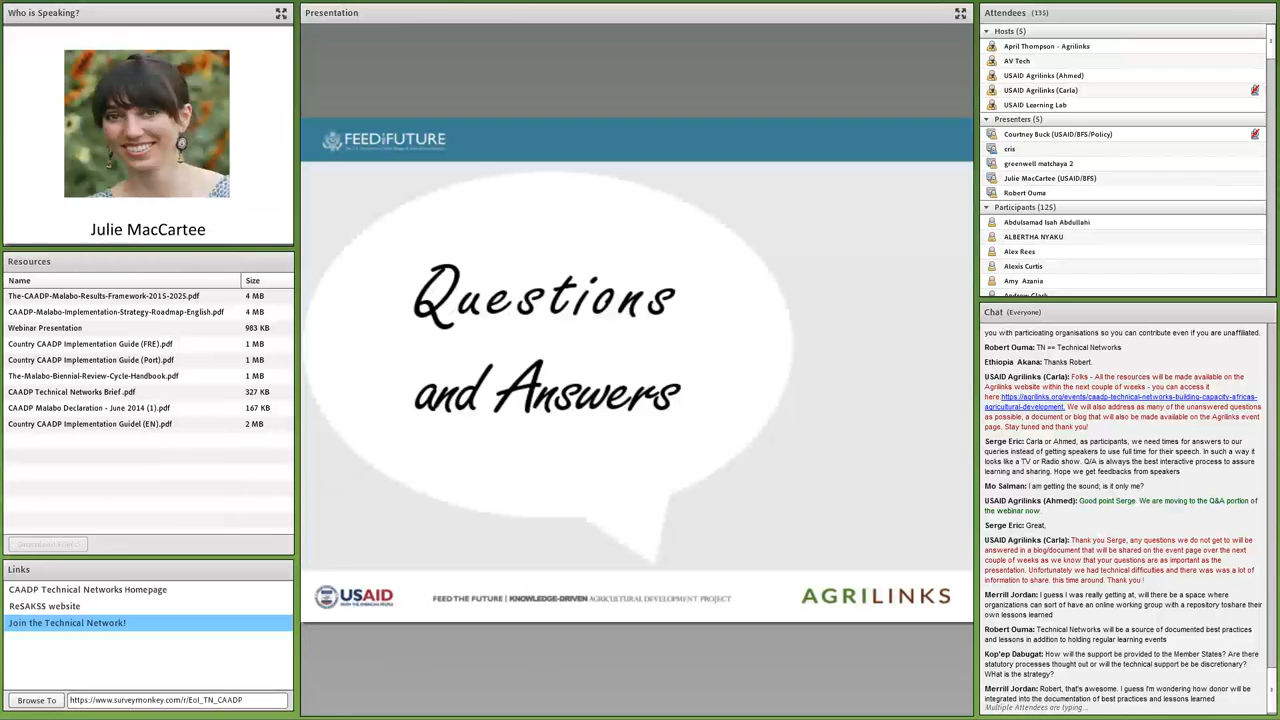 Who is Speaking?
Julie MacCartee
Resources
Name Size
The-CAADP-Malabo-Results-Framework-2015-2025.pdf 4 MB
CAADP-Malabo-Implementation-Strategy-Roadmap-English.pdf 4 MB
Webinar Presentation 983 KB
Country CAADP Implementation Guide (FRE).pdf 1 MB
Country CAADP Implementation Guide (Port).pdf 1 MB
The-Malabo-Biennial-Review-Cycle-Handbook.pdf 1 MB
CAADP Technical Networks Brief .pdf 327 KB
CAADP Malabo Declaration - June 2014 (1).pdf 167 KB
Country CAADP Implementation Guidel (EN).pdf 2 MB
Links
CAADP Technical Networks Homepage
ReSAKSS website
Join the Technical Network!
Browse To https://www.surveymonkey.com/r/EoI_TN_CAADP
Presentation
FEED THE FUTURE
Questions
and Answers
USAID
FROM THE AMERICAN PEOPLE
FEED THE FUTURE | KNOWLEDGE-DRIVEN AGRICULTURAL DEVELOPMENT PROJECT
AGRILINKS
Attendees (135)
Hosts (5)
April Thompson - Agrilinks
AV Tech
USAID Agrilinks (Ahmed)
USAID Agrilinks (Carla)
USAID Learning Lab
Presenters (5)
Courtney Buck (USAID/BFS/Policy)
cris
greenwell matchaya 2
Julie MacCartee (USAID/BFS)
Robert Ouma
Participants (125)
Abdulsamad Isah Abdullahi
ALBERTHA NYAKU
Alex Rees
Alexis Curtis
Amy Azania
Andrew Clark
Chat (Everyone)
you with particioating organisations so you can contribute even if you are unaffiliated.
Robert Ouma: TN == Technical Networks
Ethiopia Akana: Thanks Robert.
USAID Agrilinks (Carla): Folks - All the resources will be made available on the
Agrilinks website within the next couple of weeks - you can access it
here:https://agrilinks.org/events/caadp-technical-networks-building-capacity-africas-
agricultural-development. We will also address as many of the unanswered questions
as possible, a document or blog that will also be made available on the Agrilinks event
page. Stay tuned and thank you!
Serge Eric: Carla or Ahmed, as participants, we need times for answers to our
queries instead of getting speakers to use full time for their speech. In such a way it
looks like a TV or Radio show. Q/A is always the best interactive process to assure
learning and sharing. Hope we get feedbacks from speakers
Mo Salman: I am getting the sound; is it only me?
USAID Agrilinks (Ahmed): Good point Serge. We are moving to the Q&A portion of
the webinar now.
Serge Eric: Great,
USAID Agrilinks (Carla): Thank you Serge, any questions we do not get to will be
answered in a blog/document that will be shared on the event page over the next
couple of weeks as we know that your questions are as important as the
presentation. Unfortunately we had technical difficulties and there was was a lot of
information to share. this time around. Thank you !
Merrill Jordan: I guess I was really getting at, will there be a space where
organizations can sort of have an online working group with a repository toshare their
own lessons learned
Robert Ouma: Technical Networks will be a source of documented best practices
and lessons in addition to holding regular learning events
Kop'ep Dabugat: How will the support be provided to the Member States? Are there
statutory processes thought out or will the technical support be be discretionary?
What is the strategy?
Merrill Jordan: Robert, that's awesome. I guess I'm wondering how donor will be
integrated into the documentation of best practices and lessons learned
Multiple Attendees are typing...